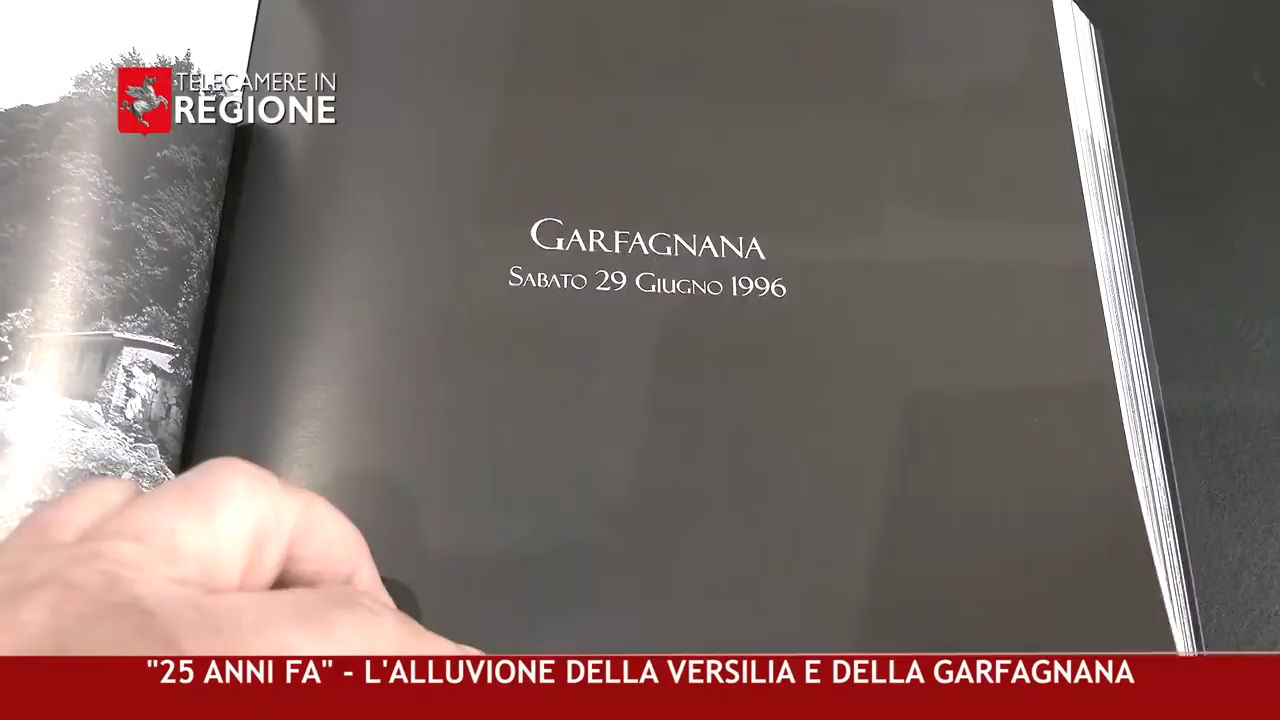 TELECAMERE IN
REGIONE
GARFAGNANA
SABATO 29 GIUGNO 1996
"25 ANNI FA" - L'ALLUVIONE DELLA VERSILIA E DELLA GARFAGNANA